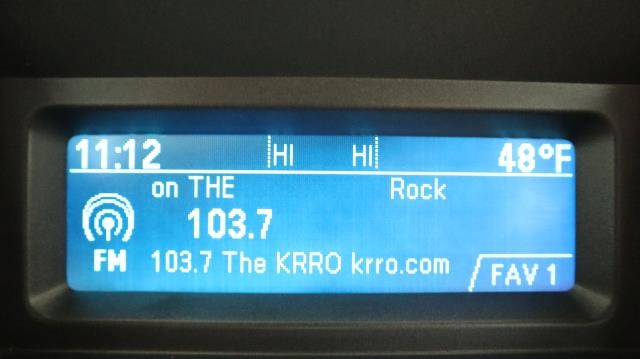 11:12 HI HI 48°F
on THE Rock
103.7
FM 103.7 The KRRO krro.com
FAV 1